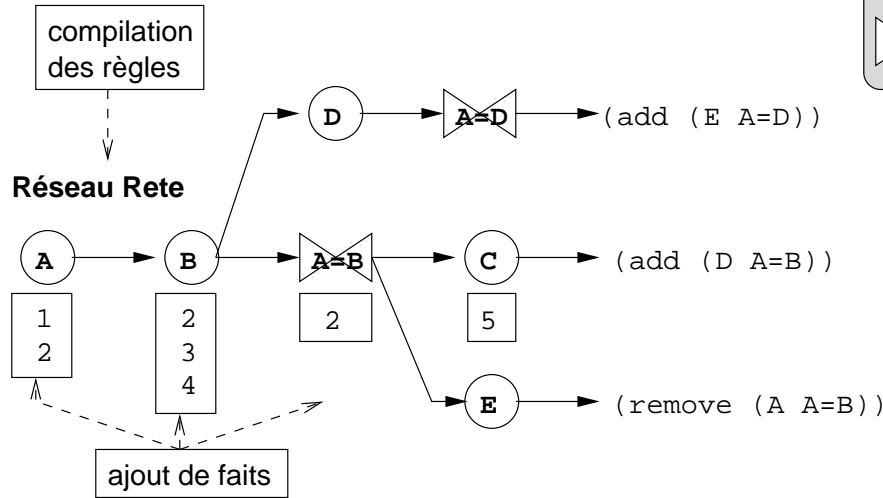 compilation
des règles
D
A=D
(add (E A=D))
Réseau Rete
A
B
A=B
C
(add (D A=B))
1
2
2
3
4
2
5
E
(remove (A A=B))
ajout de faits